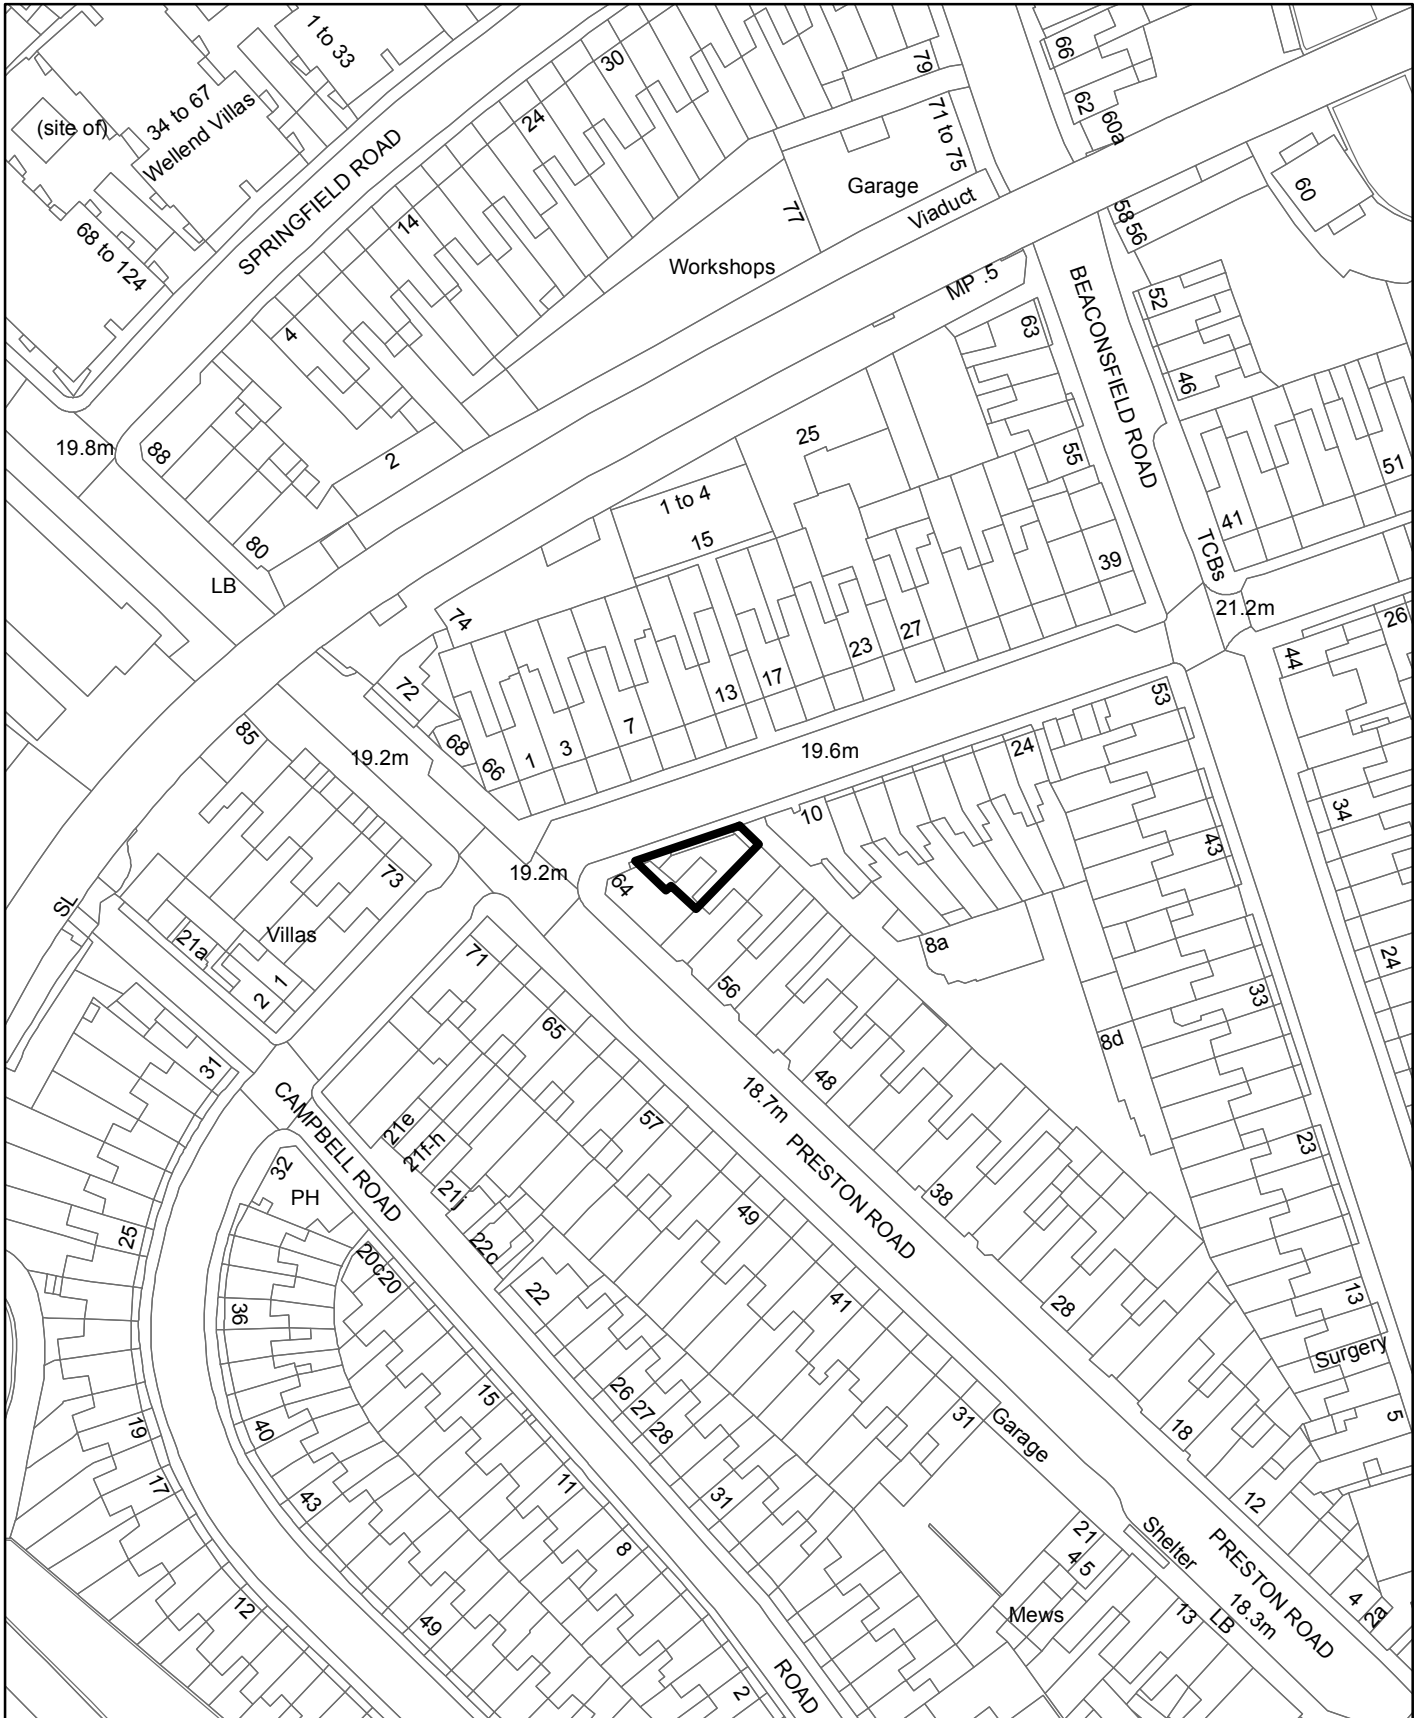 1 to 33
30
79
66
(site of)
34 to 67
Wellend Villas
24
62
60a
71 to 75
SPRINGFIELD ROAD
Garage
60
77
Viaduct
14
58
56
68 to 124
Workshops
MP .5
BEACONSFIELD ROAD
52
4
63
46
19.8m
88
2
25
55
51
1 to 4
15
41
80
39
TCBs
LB
21.2m
74
26
23
27
44
72
13
17
53
7
85
68
66
1
3
19.2m
19.6m
24
10
34
43
19.2m
64
73
SL
21a
Villas
71
8a
24
1
2
56
33
65
8d
31
48
18.7m
CAMPBELL ROAD
21e
57
21f-h
PRESTON ROAD
23
32
PH
21j
38
25
49
22c
20c
20
22
41
28
13
36
Surgery
15
26
27
28
31
Garage
18
5
19
40
17
43
11
31
12
8
21
45
Shelter
PRESTON ROAD
12
49
Mews
13
LB
18.3m
4
2a
2
ROAD